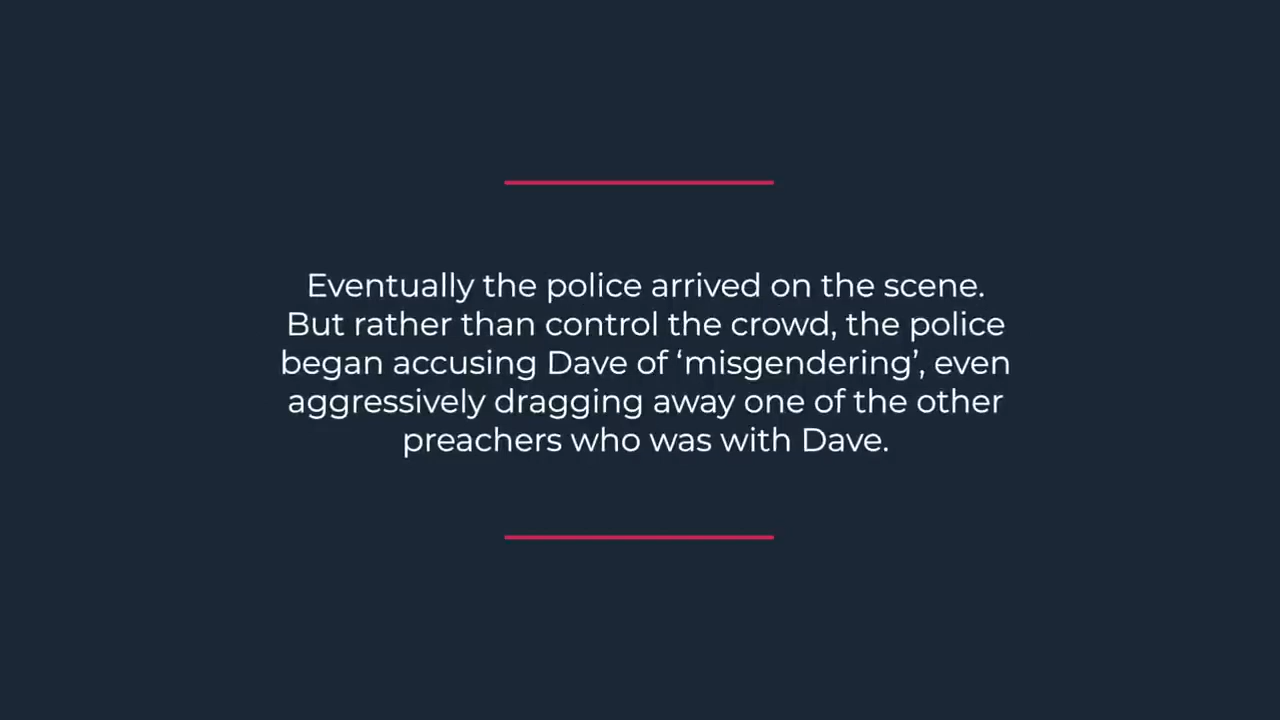 Eventually the police arrived on the scene.
But rather than control the crowd, the police
began accusing Dave of ‘misgendering’, even
aggressively dragging away one of the other
preachers who was with Dave.